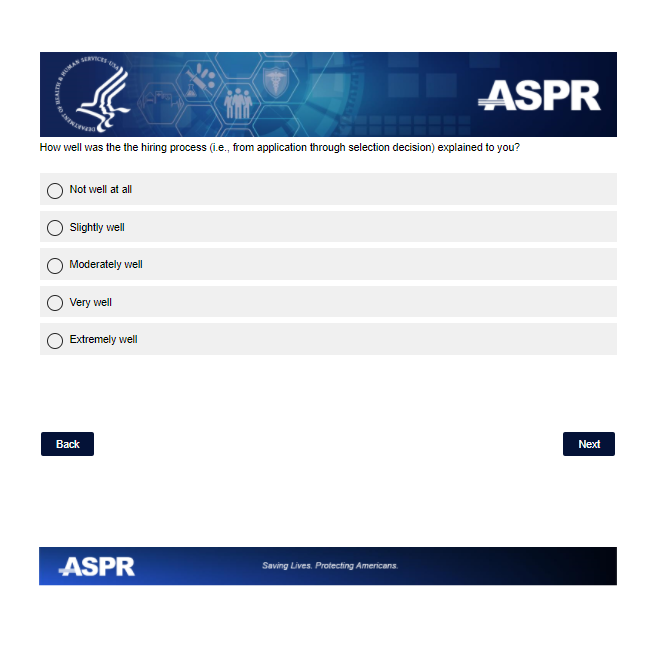 DEPARTMENT OF HEALTH & HUMAN SERVICES • USA
ASPR
How well was the the hiring process (i.e., from application through selection decision) explained to you?
Not well at all
Slightly well
Moderately well
Very well
Extremely well
Back
Next
ASPR
Saving Lives. Protecting Americans.